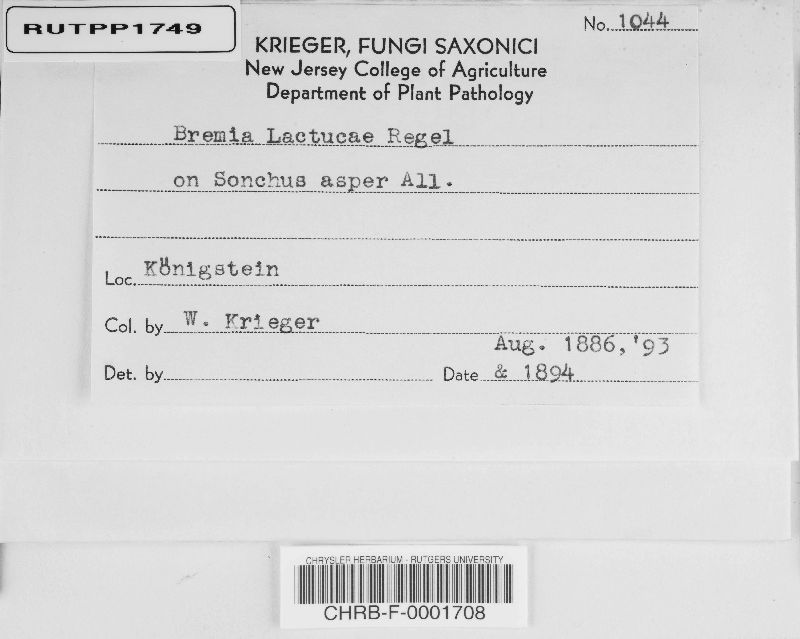 RUTPP1749
No. 1044
KRIEGER, FUNGI SAXONICI
New Jersey College of Agriculture
Department of Plant Pathology
Bremia Lactucae Regel
on Sonchus asper All.
Loc. Königstein
Col. by W. Krieger
Aug. 1886,'93
Det. by Date & 1894
CHRYSLER HERBARIUM - RUTGERS UNIVERSITY
CHRB-F-0001708